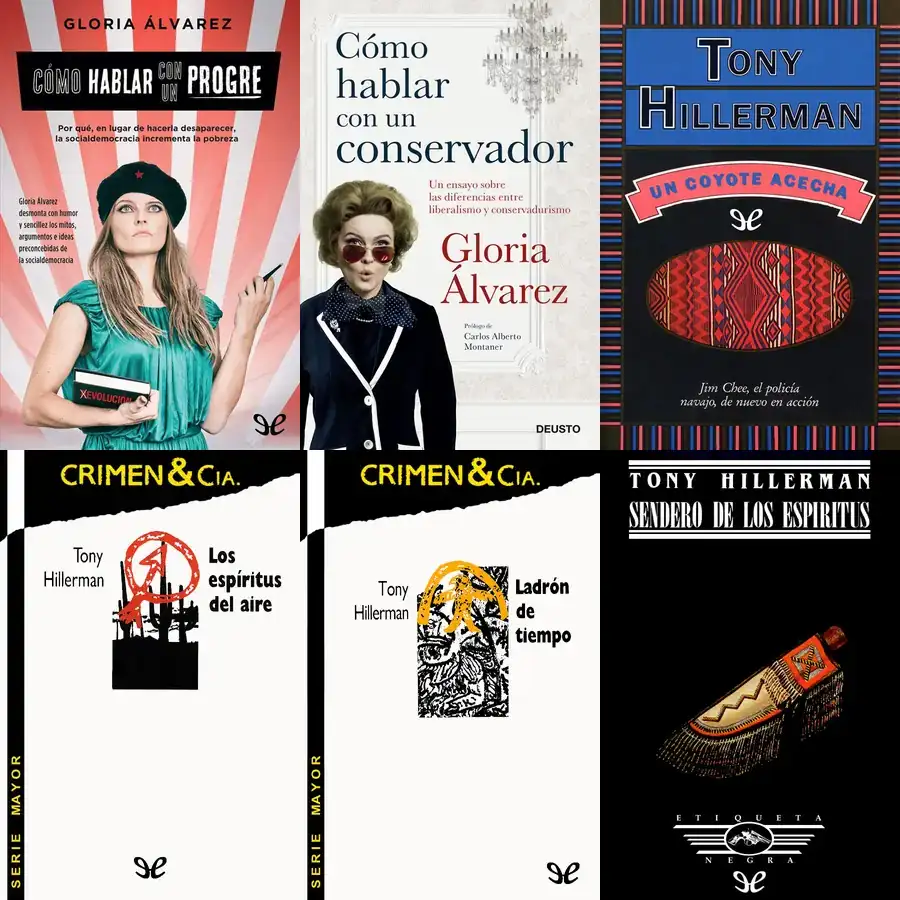 GLORIA ÁLVAREZ
CÓMO HABLAR CON UN PROGRE
Por qué, en lugar de hacerla desaparecer,
la socialdemocracia incrementa la pobreza
Gloria Álvarez
desmonta con humor
y sencillez los mitos,
argumentos e ideas
preconcebidas de
la socialdemocracia
XEVOLUCIÓN
Cómo
hablar
con un
conservador
Un ensayo sobre
las diferencias entre
liberalismo y conservadurismo
Gloria
Álvarez
Prólogo de
Carlos Alberto
Montaner
DEUSTO
TONY
HILLERMAN
UN COYOTE ACECHA
Jim Chee, el policía
navajo, de nuevo en acción
CRIMEN & CIA.
Tony
Hillerman
Los
espíritus
del aire
SERIE MAYOR
CRIMEN & CIA.
Tony
Hillerman
Ladrón
de
tiempo
SERIE MAYOR
TONY HILLERMAN
SENDERO DE LOS ESPIRITUS
ETIQUETA
NEGRA